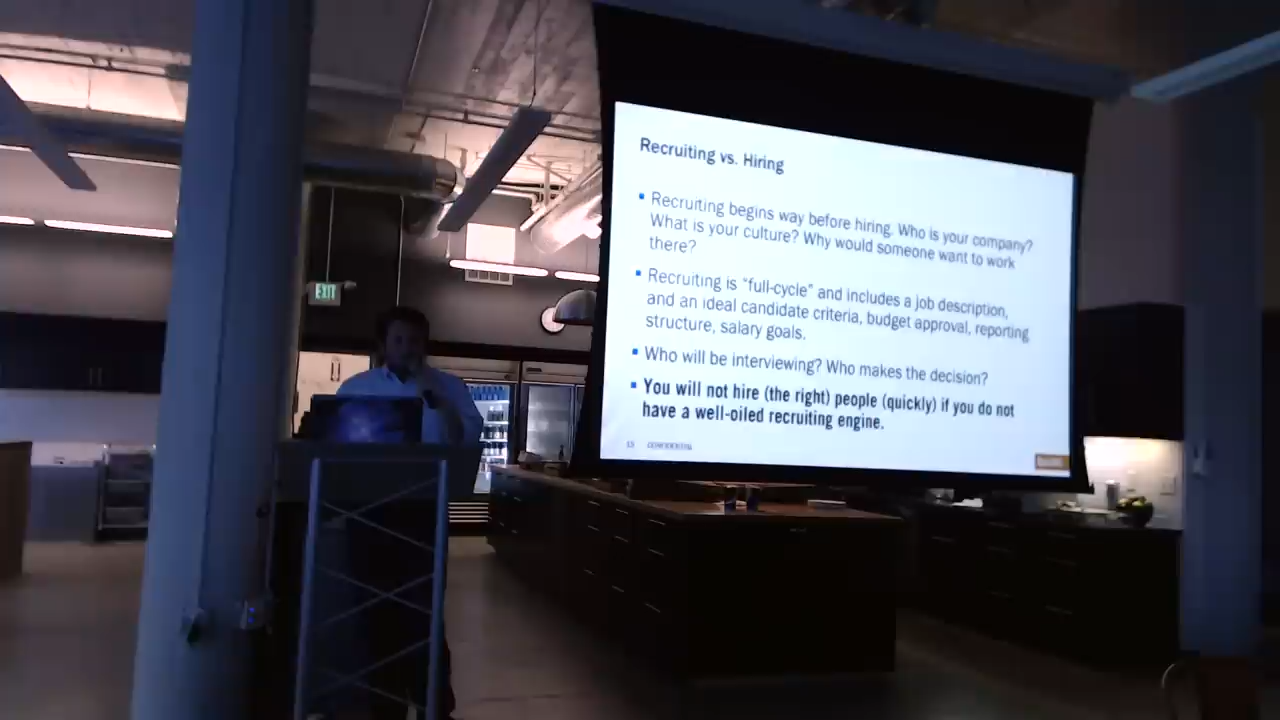 Recruiting vs. Hiring
Recruiting begins way before hiring. Who is your company?
What is your culture? Why would someone want to work
there?
Recruiting is "full-cycle" and includes a job description,
and an ideal candidate criteria, budget approval, reporting
structure, salary goals.
Who will be interviewing? Who makes the decision?
You will not hire (the right) people (quickly) if you do not
have a well-oiled recruiting engine.
CONFIDENTIAL
EXIT